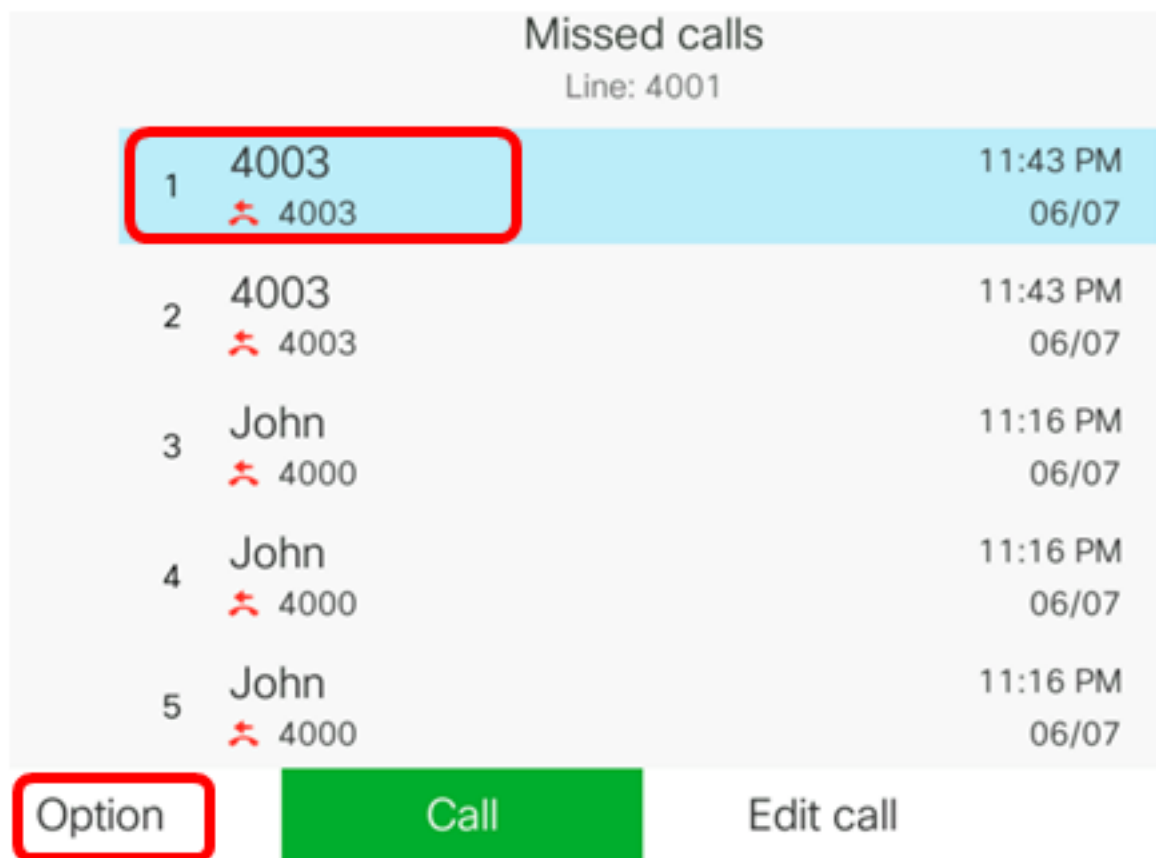 Missed calls
Line: 4001
1 4003 11:43 PM
4003 06/07
2 4003 11:43 PM
4003 06/07
3 John 11:16 PM
4000 06/07
4 John 11:16 PM
4000 06/07
5 John 11:16 PM
4000 06/07
Option Call Edit call